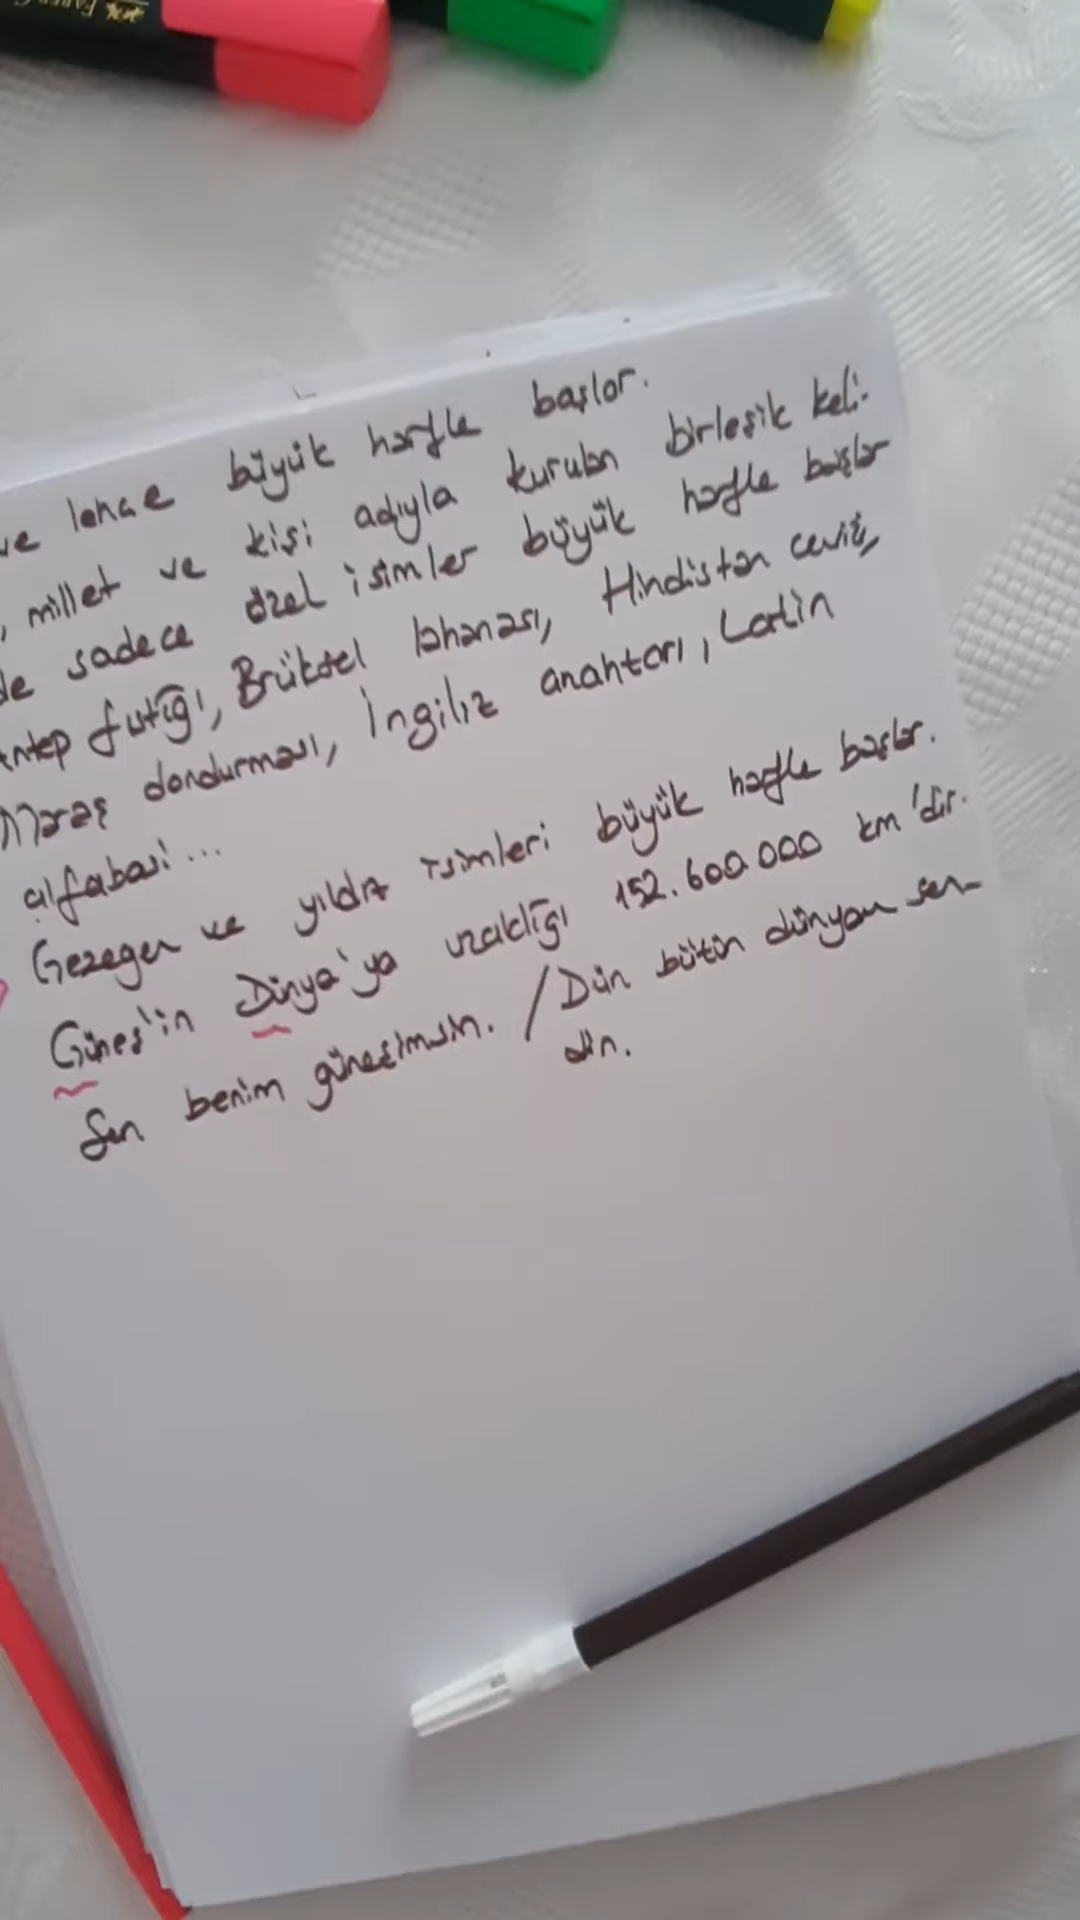 ve lehçe büyük harfle başlar.
, millet ve kişi adıyla kurulan birleşik keli-
de sadece özel isimler büyük harfle başlar
Antep fıstığı, Brüksel lahanası, Hindistan cevizi,
Maraş dondurması, İngiliz anahtarı, Latin
alfabesi...
Gezegen ve yıldız isimleri büyük harfle başlar.
Güneş'in Dünya'ya uzaklığı 152.600.000 km'dir.
Sen benim güneşimsin. / Dün bütün dünyam sen-
din.